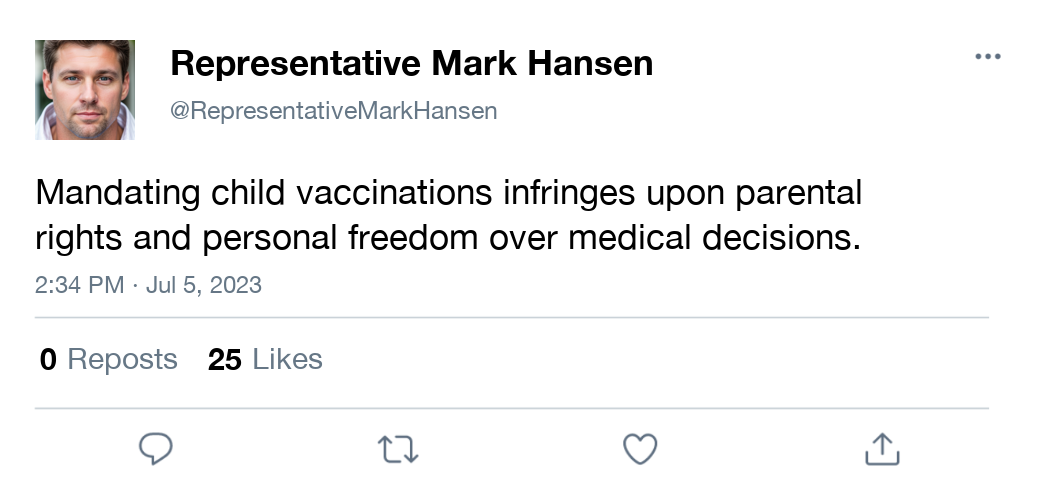 Representative Mark Hansen
@RepresentativeMarkHansen
Mandating child vaccinations infringes upon parental
rights and personal freedom over medical decisions.
2:34 PM · Jul 5, 2023
0 Reposts 25 Likes